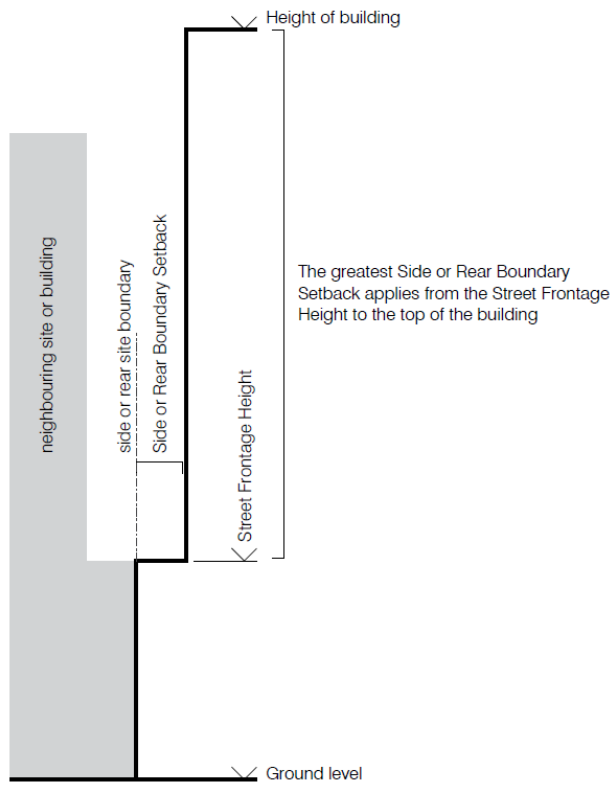 Height of building
neighbouring site or building
side or rear site boundary
Side or Rear Boundary Setback
The greatest Side or Rear Boundary
Setback applies from the Street Frontage
Height to the top of the building
Street Frontage Height
Ground level